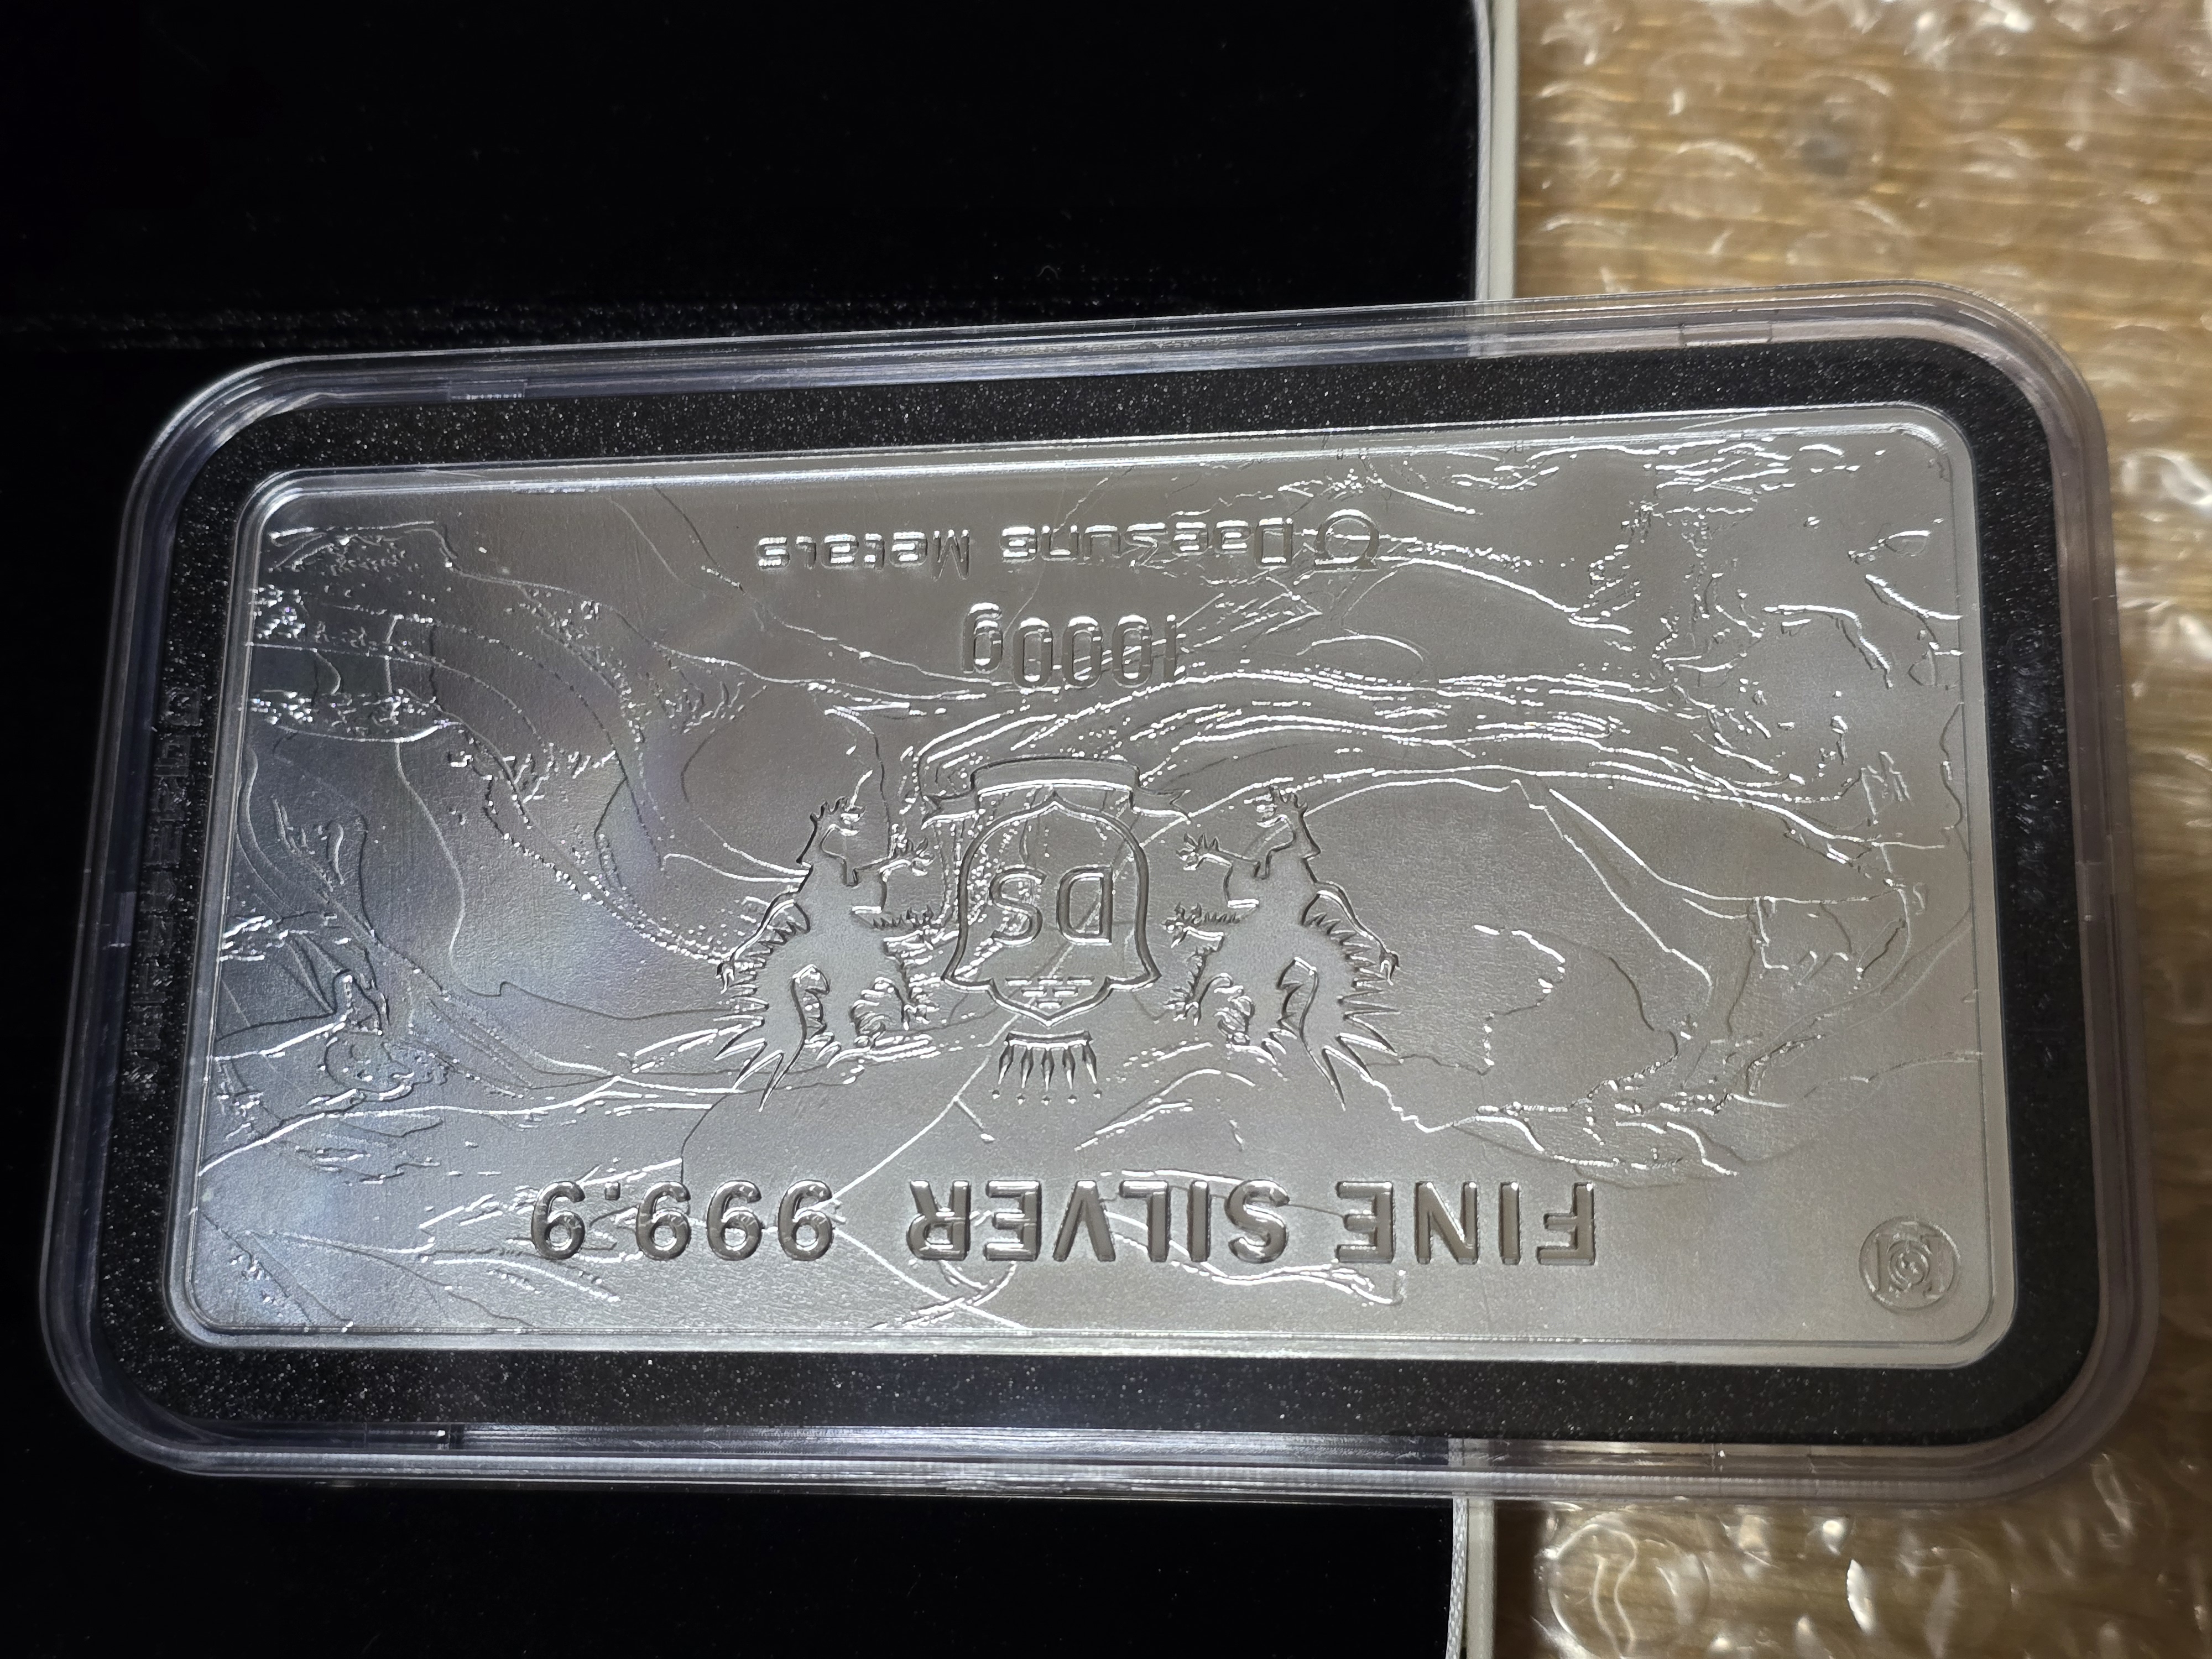 Daesung Metals
1000g
DS
FINE SILVER 999.9